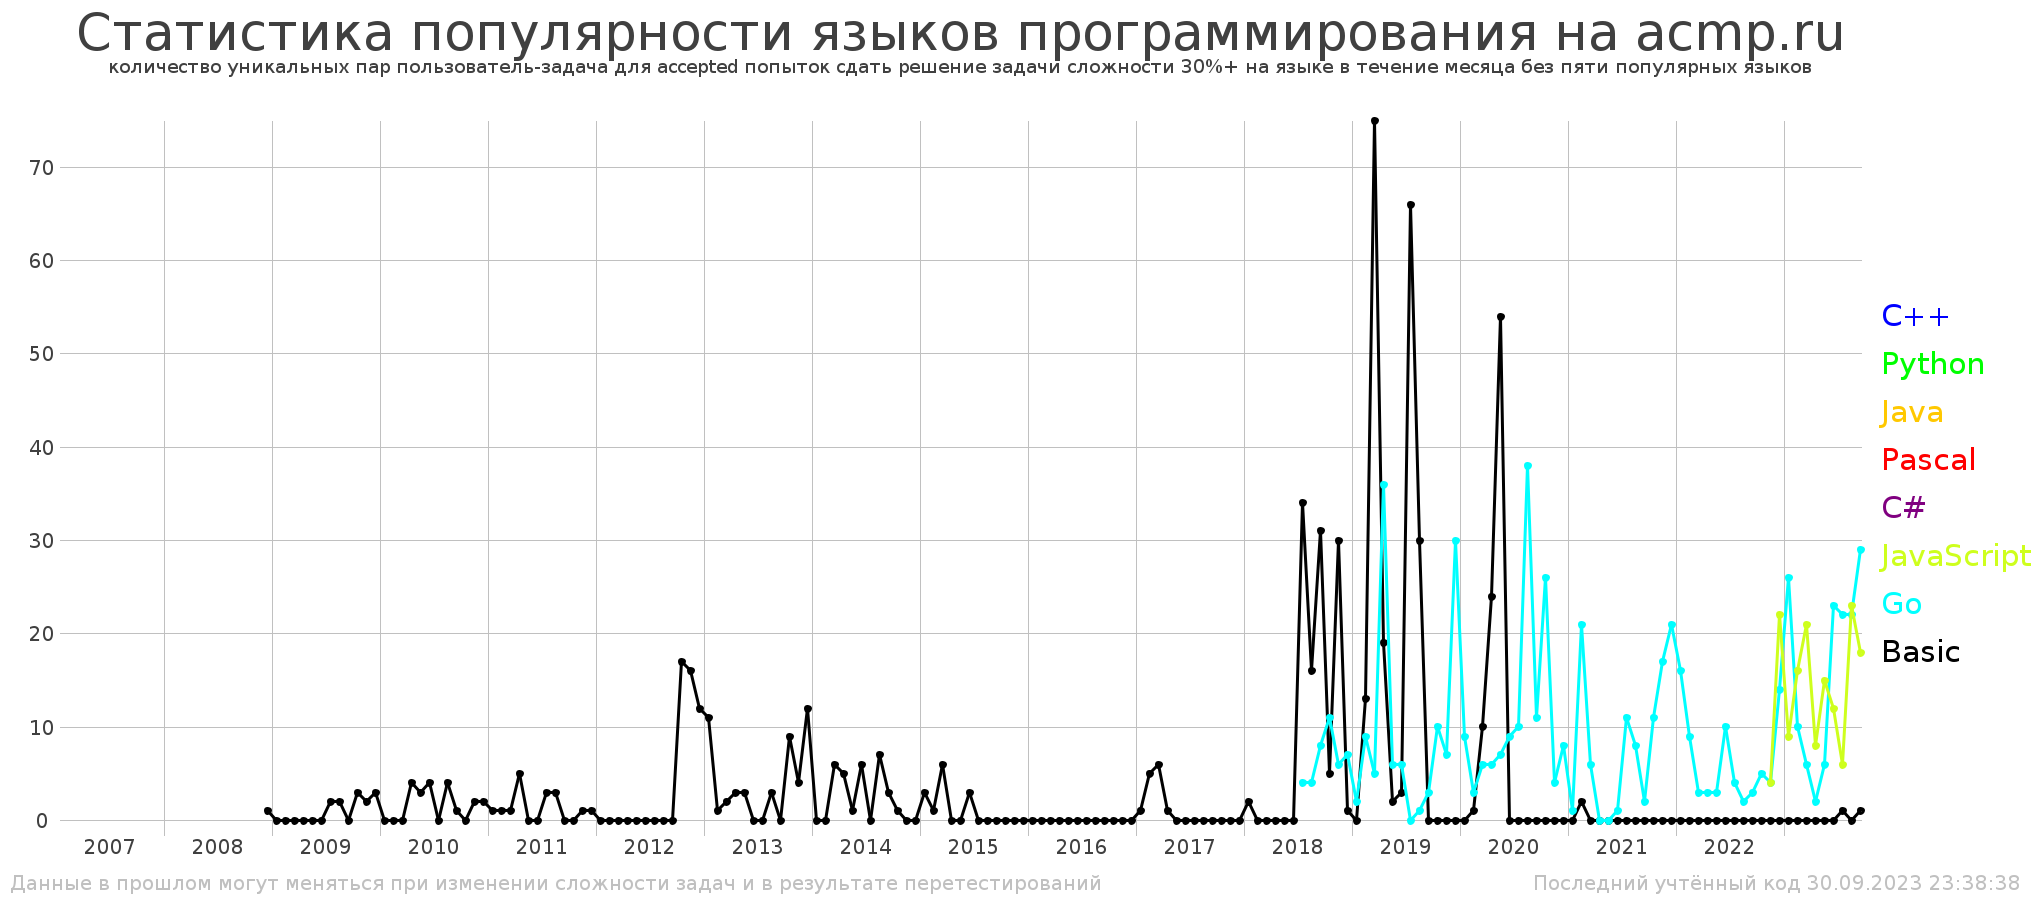 Статистика популярности языков программирования на acmp.ru
количество уникальных пар пользователь-задача для accepted попыток сдать решение задачи сложности 30%+ на языке в течение месяца без пяти популярных языков
70
60
50
40
30
20
10
0
2007 2008 2009 2010 2011 2012 2013 2014 2015 2016 2017 2018 2019 2020 2021 2022
C++
Python
Java
Pascal
C#
JavaScript
Go
Basic
Данные в прошлом могут меняться при изменении сложности задач и в результате перетестирований
Последний учтённый код 30.09.2023 23:38:38